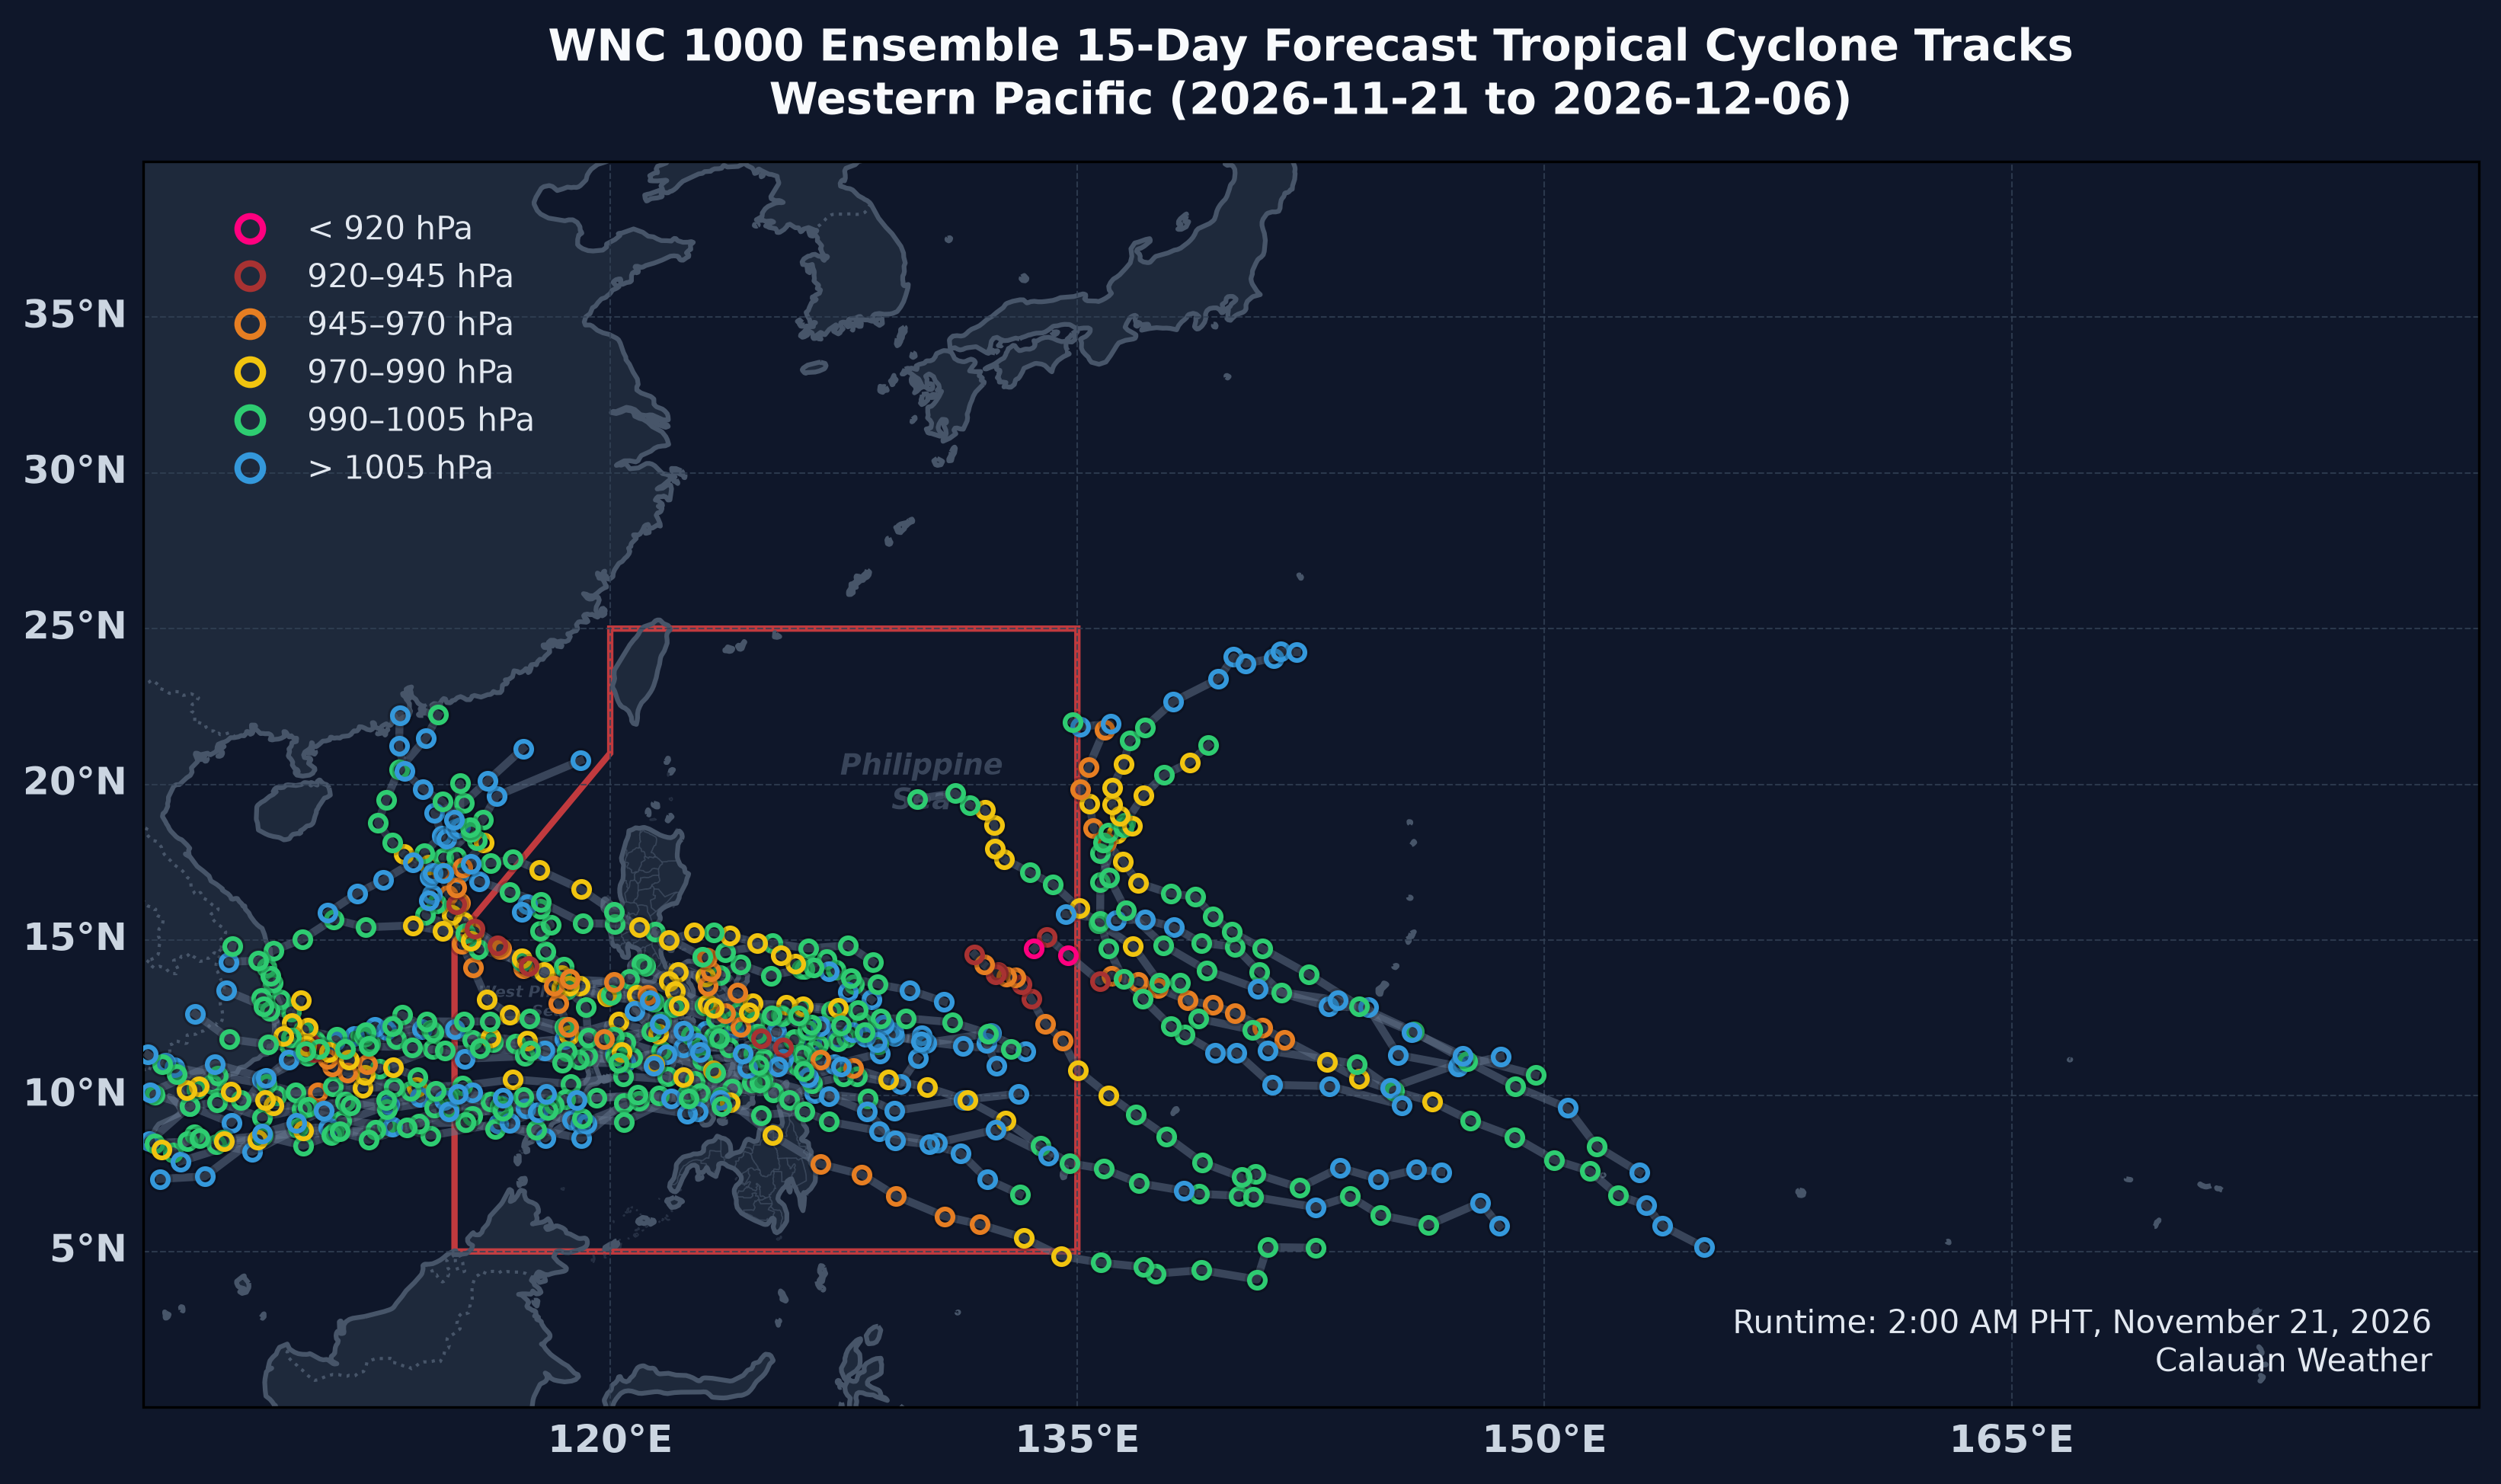 WNC 1000 Ensemble 15-Day Forecast Tropical Cyclone Tracks
Western Pacific (2026-11-21 to 2026-12-06)
< 920 hPa
920–945 hPa
945–970 hPa
970–990 hPa
990–1005 hPa
> 1005 hPa
35°N
30°N
25°N
20°N
15°N
10°N
5°N
Philippine
Sea
West
Runtime: 2:00 AM PHT, November 21, 2026
Calauan Weather
120°E
135°E
150°E
165°E